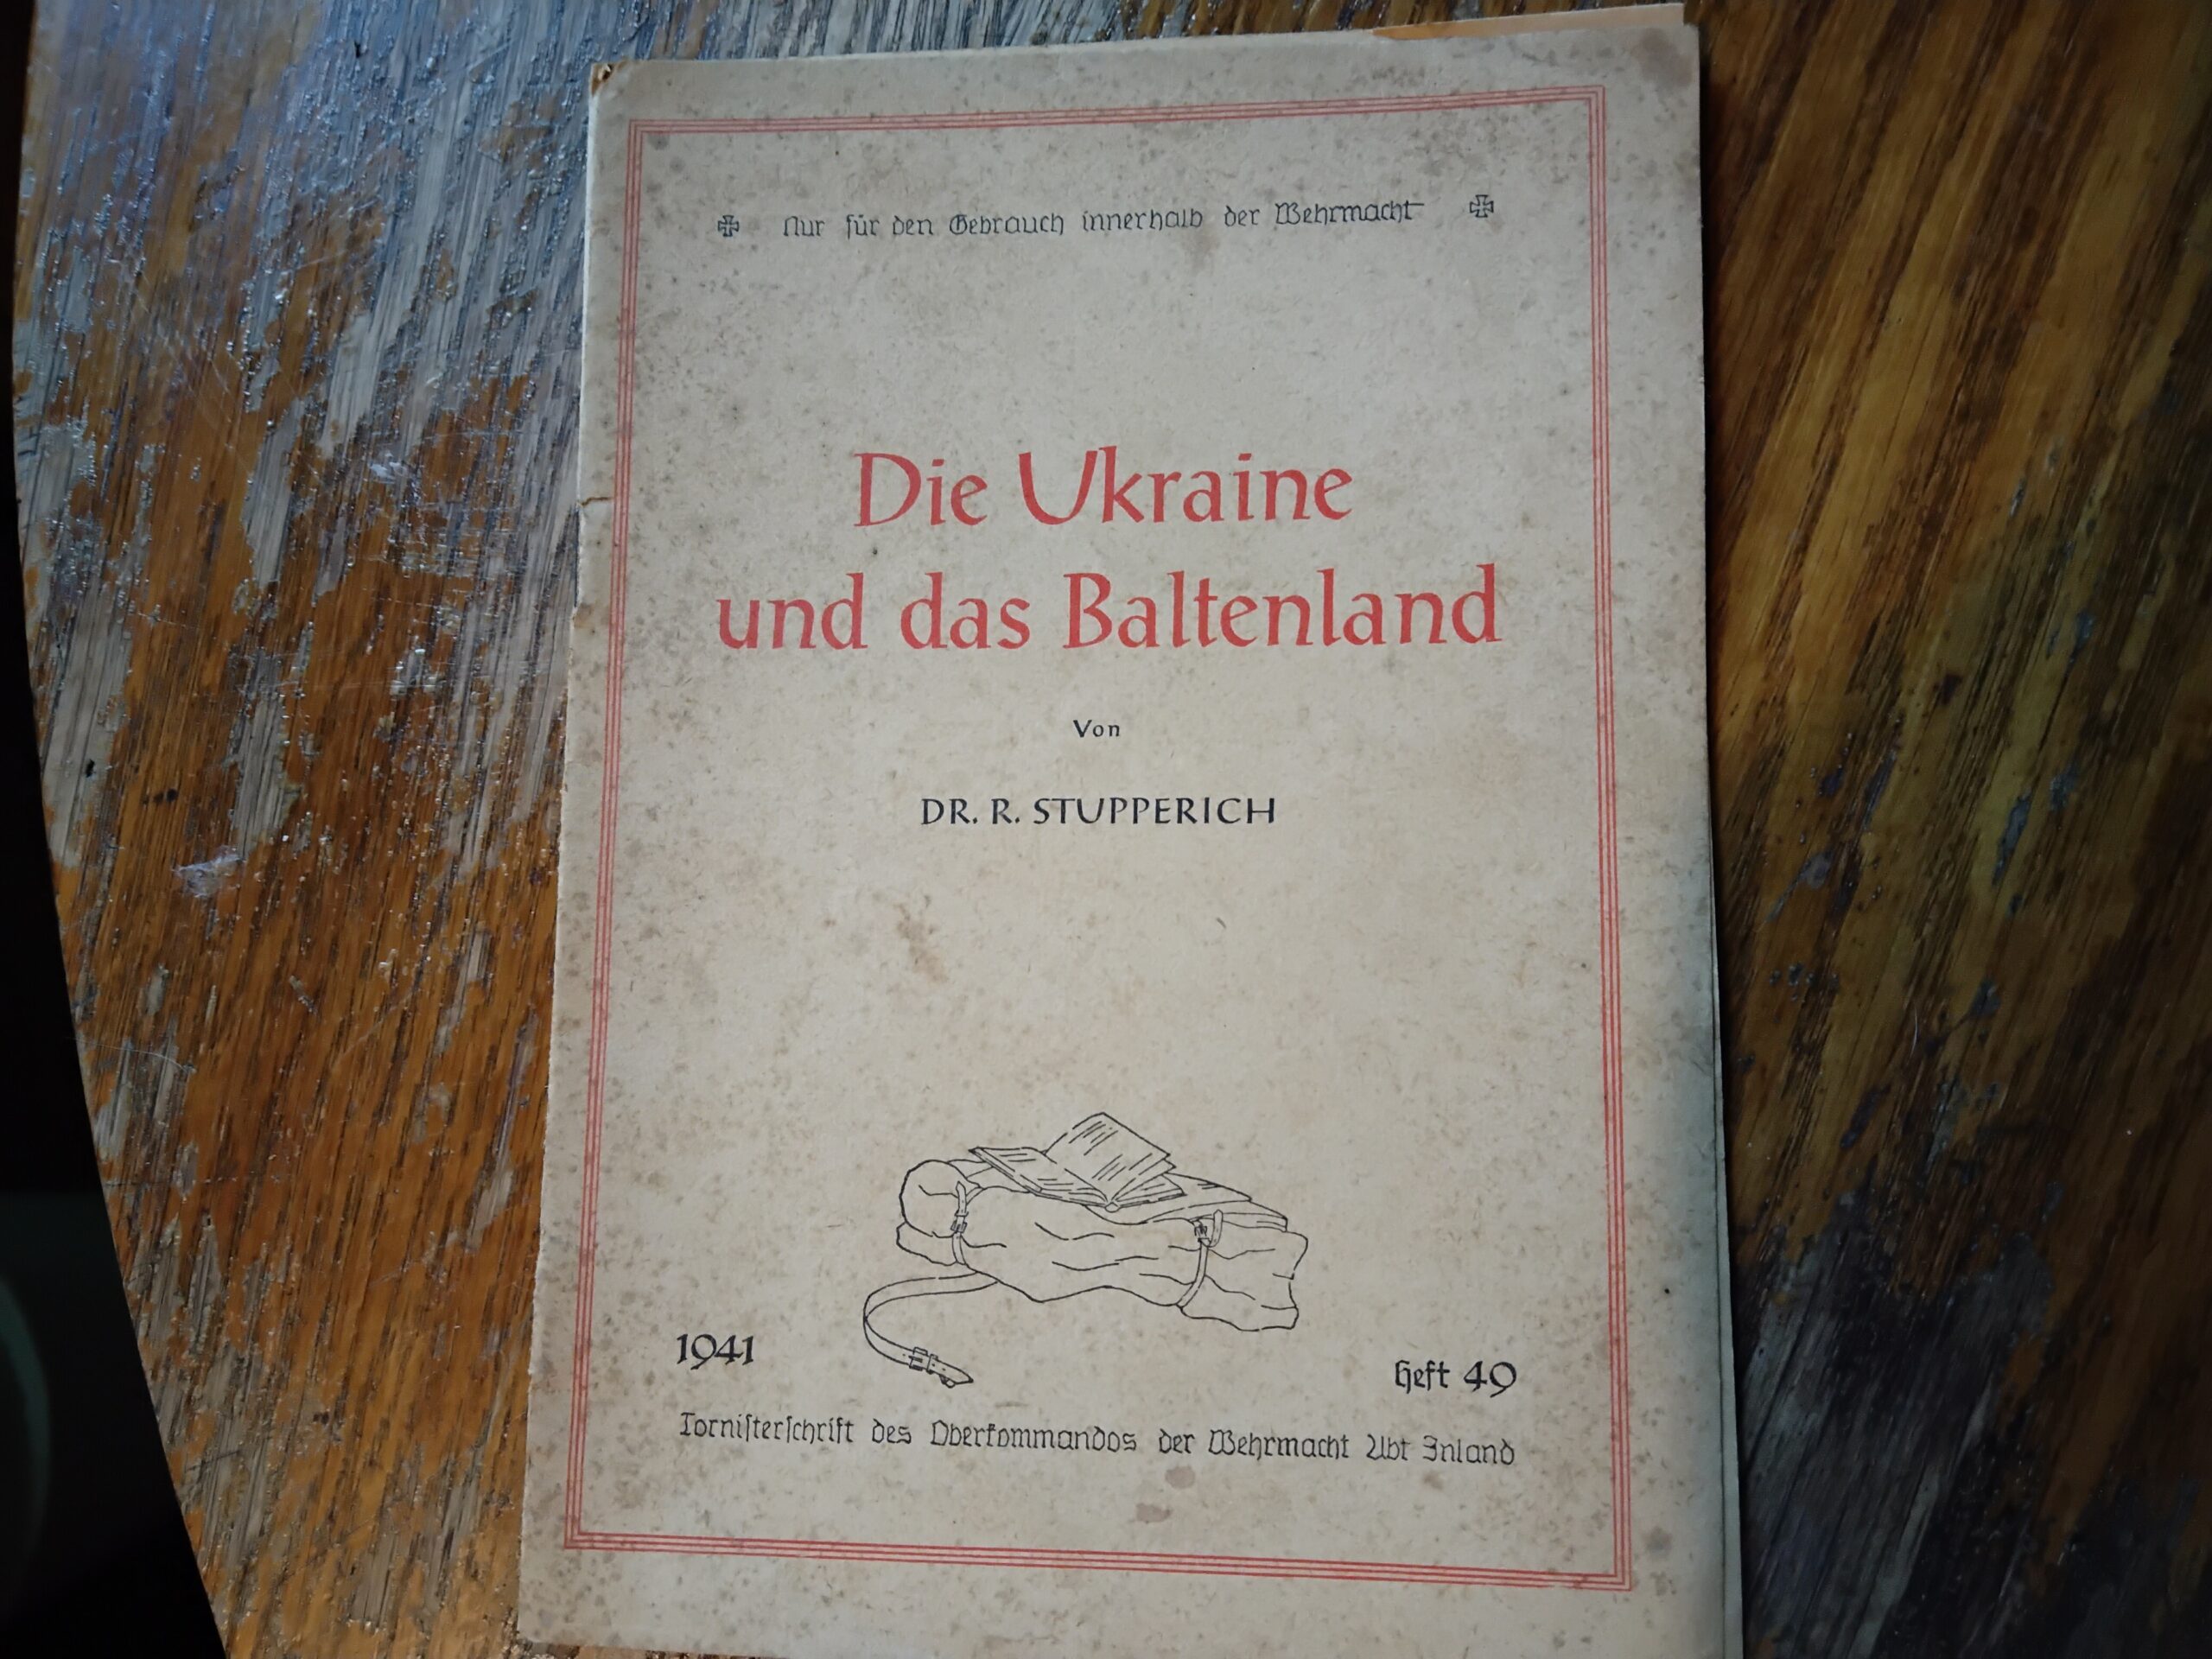 Nur für den Gebrauch innerhalb der Wehrmacht
Die Ukraine
und das Baltenland
Von
DR. R. STUPPERICH
1941
Heft 49
Torniſterſchrift des Oberkommandos der Wehrmacht Abt Inland